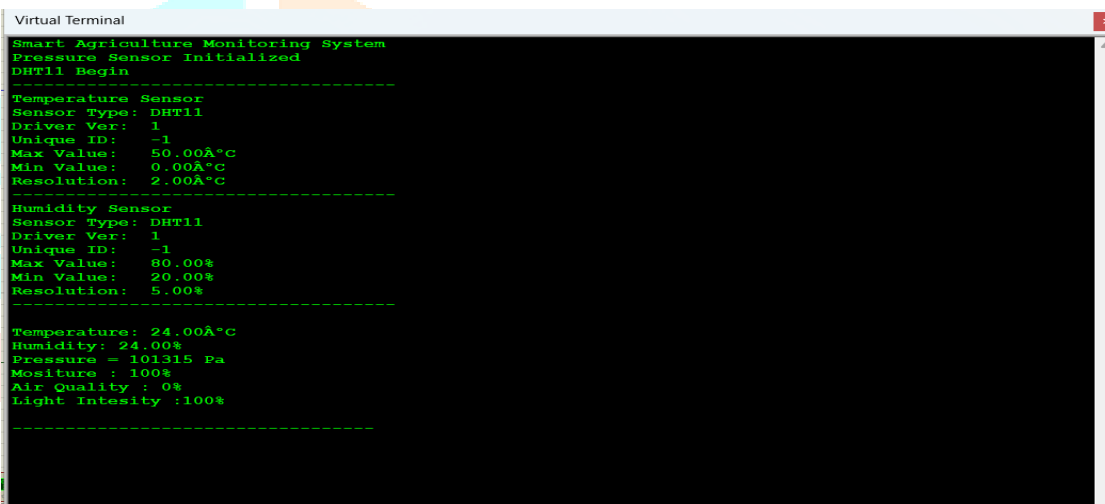 Virtual Terminal
Smart Agriculture Monitoring System
Pressure Sensor Initialized
DHT11 Begin
------------------------------------
Temperature Sensor
Sensor Type: DHT11
Driver Ver:  1
Unique ID:   -1
Max Value:   50.00Â°C
Min Value:   0.00Â°C
Resolution:  2.00Â°C
------------------------------------
Humidity Sensor
Sensor Type: DHT11
Driver Ver:  1
Unique ID:   -1
Max Value:   80.00%
Min Value:   20.00%
Resolution:  5.00%
------------------------------------
Temperature: 24.00Â°C
Humidity: 24.00%
Pressure = 101315 Pa
Mositure : 100%
Air Quality : 0%
Light Intesity :100%
----------------------------------